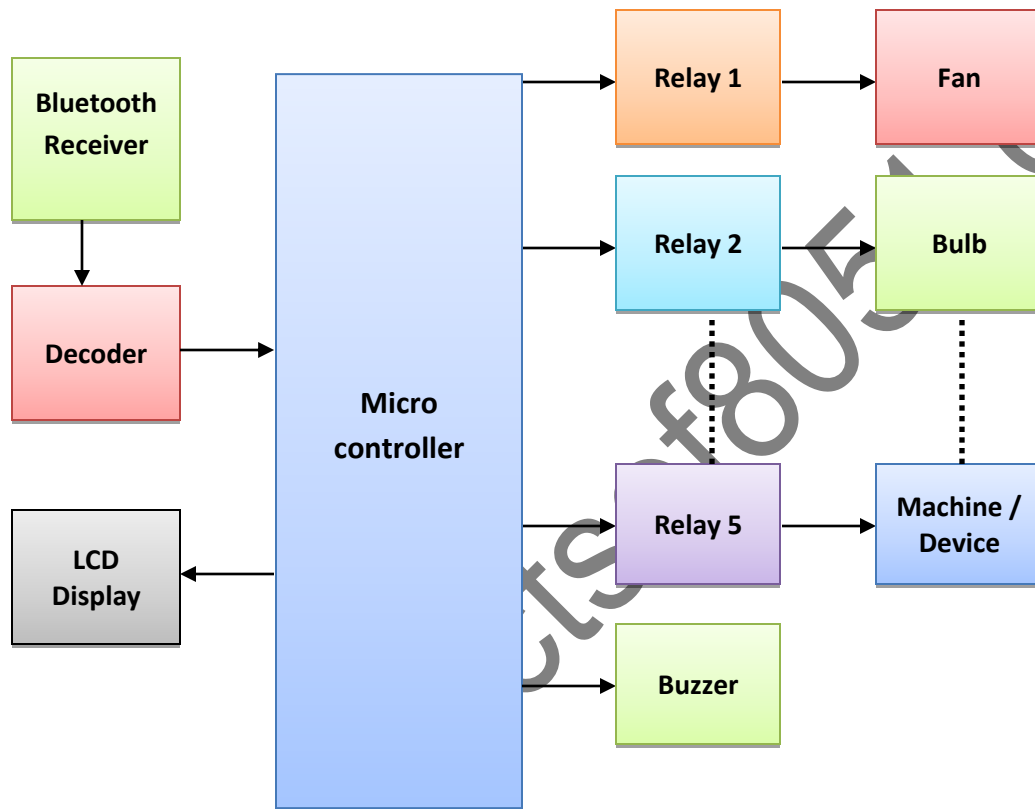 Bluetooth
Receiver
Decoder
LCD
Display
Micro
controller
Relay 1
Fan
Relay 2
Bulb
Relay 5
Machine /
Device
Buzzer